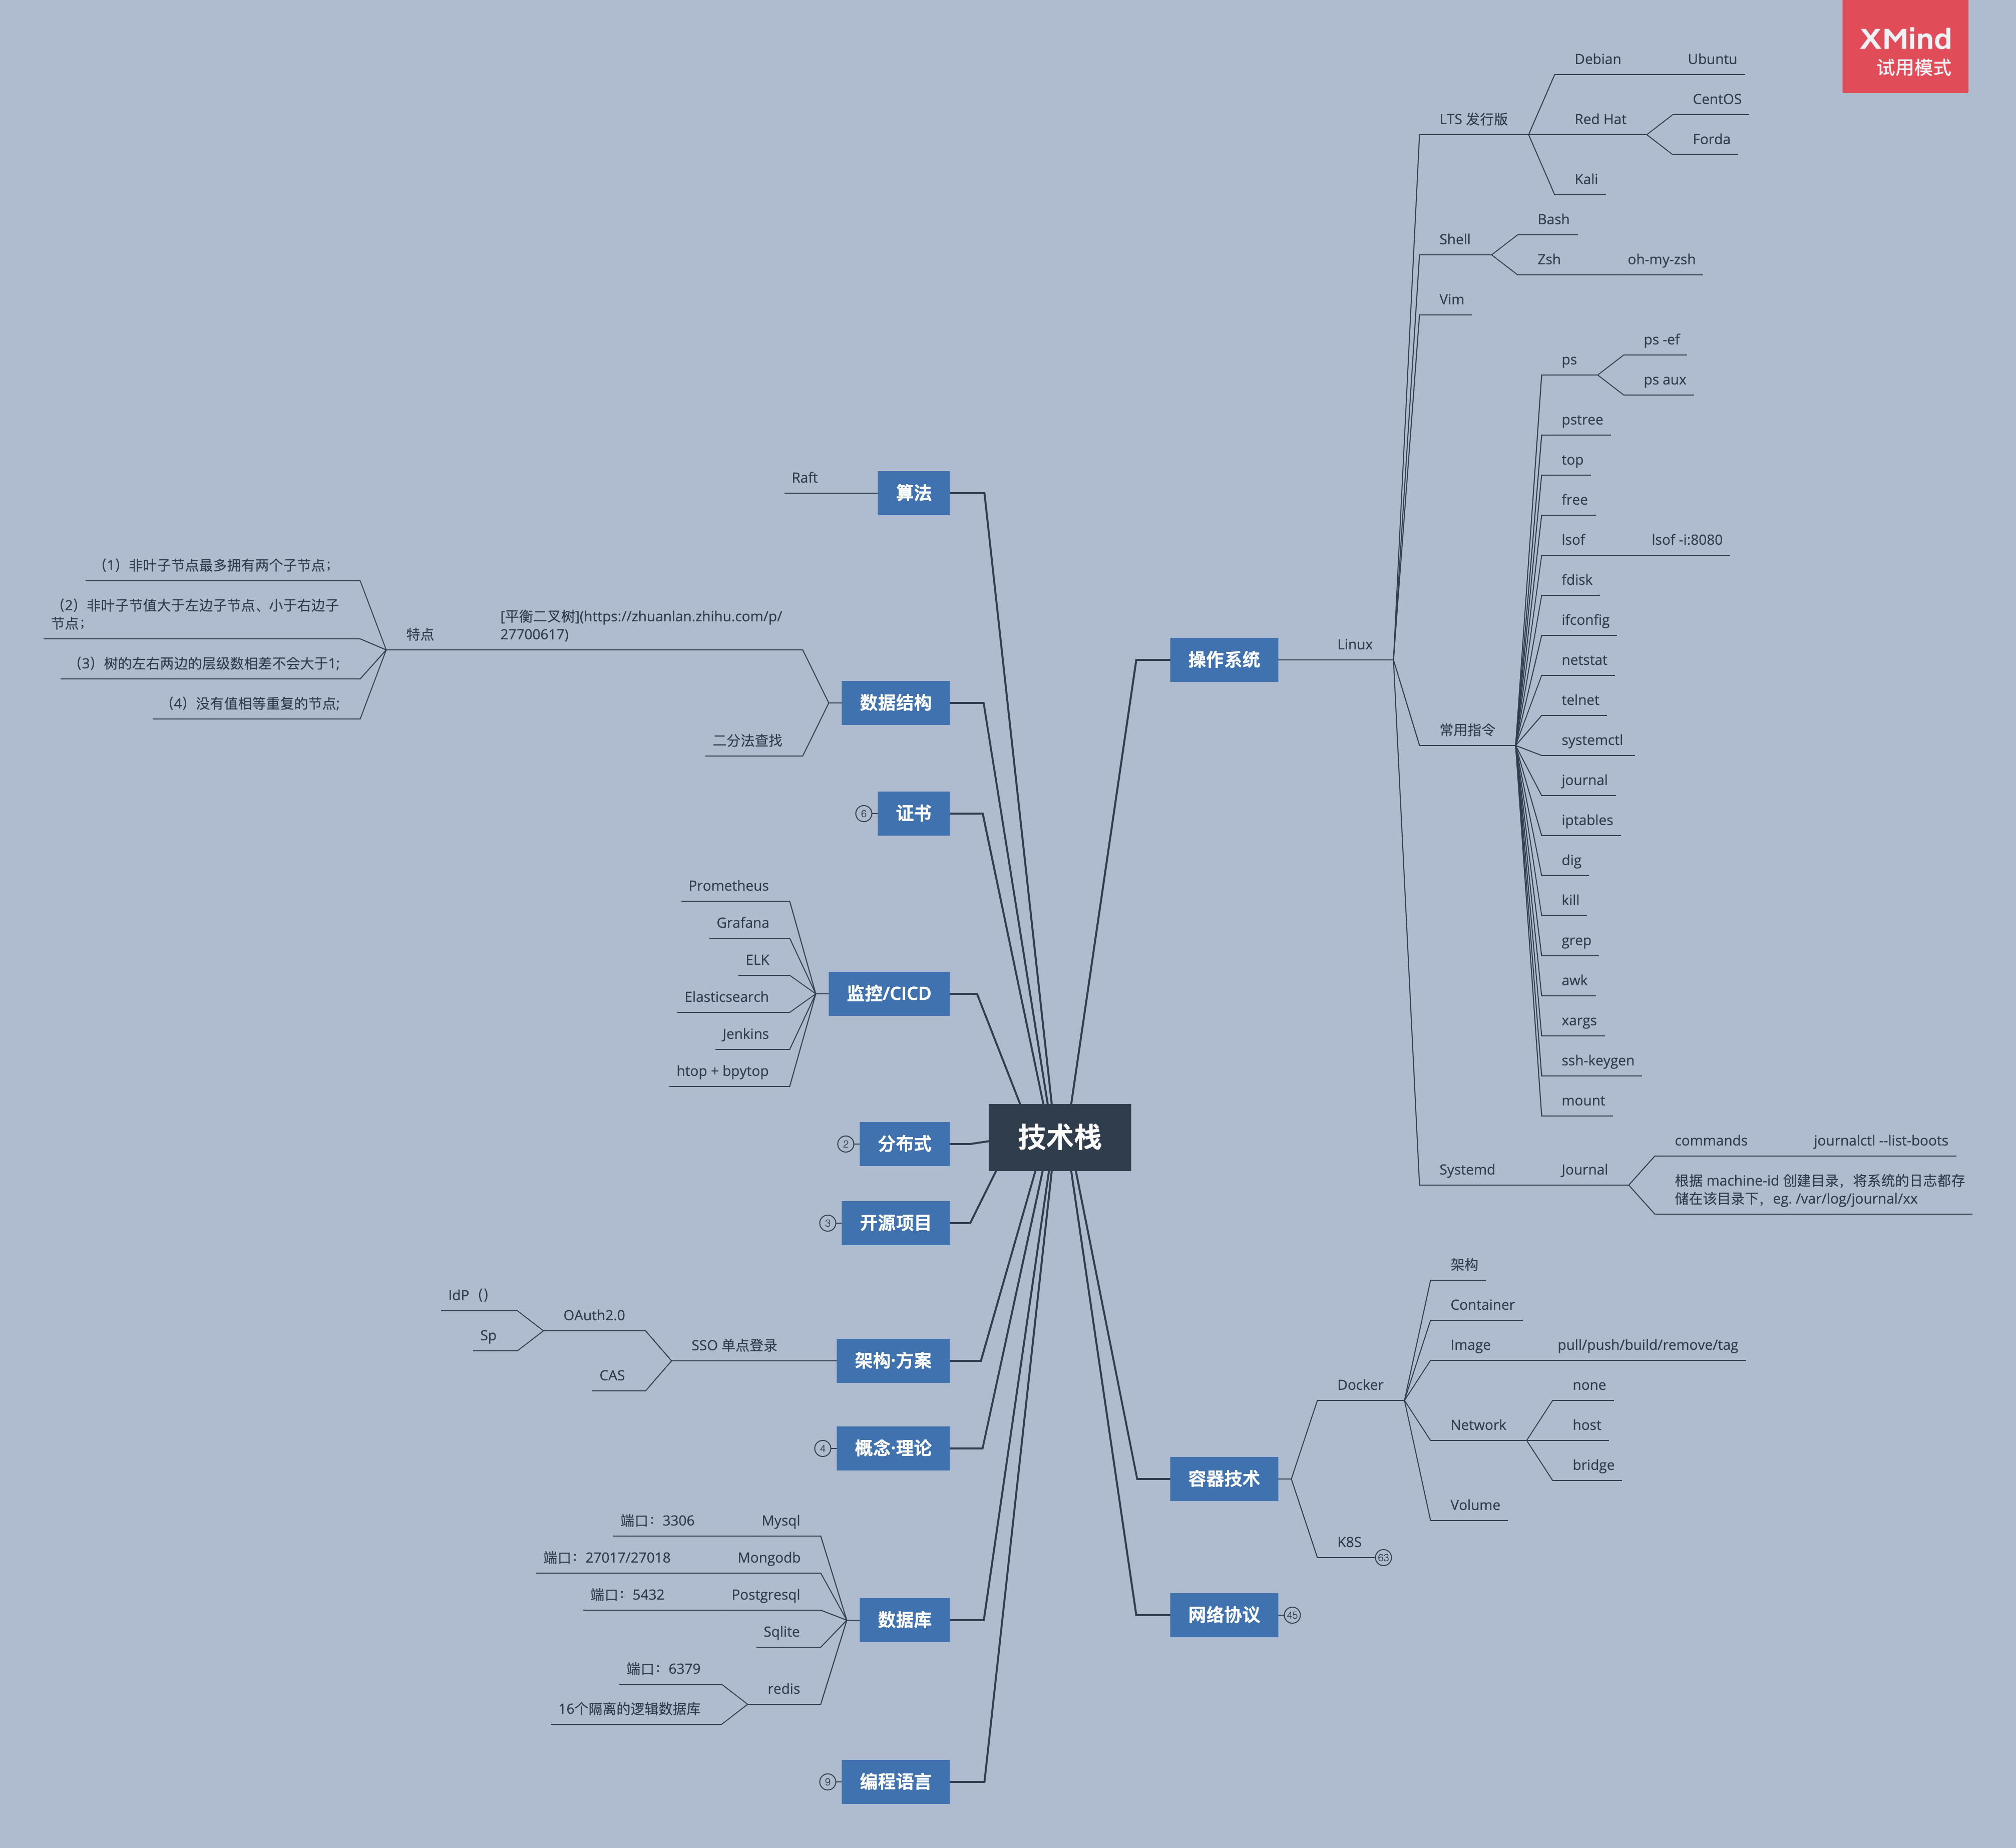 XMind
试用模式
技术栈
操作系统
Linux
LTS 发行版
Debian
Ubuntu
Red Hat
CentOS
Forda
Kali
Shell
Bash
Zsh
oh-my-zsh
Vim
常用指令
ps
ps -ef
ps aux
pstree
top
free
lsof
lsof -i:8080
fdisk
ifconfig
netstat
telnet
systemctl
journal
iptables
dig
kill
grep
awk
xargs
ssh-keygen
mount
Systemd
Journal
commands
journalctl --list-boots
根据 machine-id 创建目录，将系统的日志都存
储在该目录下，eg. /var/log/journal/xx
容器技术
Docker
架构
Container
Image
pull/push/build/remove/tag
Network
none
host
bridge
Volume
K8S
63
网络协议
45
算法
Raft
数据结构
[平衡二叉树](https://zhuanlan.zhihu.com/p/
27700617)
特点
（1）非叶子节点最多拥有两个子节点；
（2）非叶子节值大于左边子节点、小于右边子
节点；
（3）树的左右两边的层级数相差不会大于1;
（4）没有值相等重复的节点;
二分法查找
证书
6
监控/CICD
Prometheus
Grafana
ELK
Elasticsearch
Jenkins
htop + bpytop
分布式
2
开源项目
3
架构·方案
SSO 单点登录
OAuth2.0
IdP（）
Sp
CAS
概念·理论
4
数据库
Mysql
端口：3306
Mongodb
端口：27017/27018
Postgresql
端口：5432
Sqlite
redis
端口：6379
16个隔离的逻辑数据库
编程语言
9